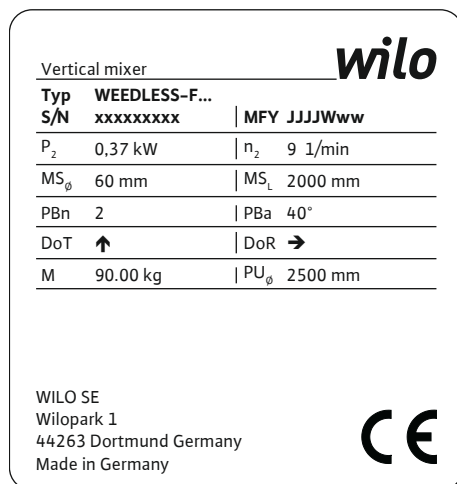 wilo
Vertical mixer
Typ WEEDLESS-F...
S/N xxxxxxxxx | MFY JJJJWww
P₂ 0,37 kW | n₂ 9 1/min
MSø 60 mm | MS_L 2000 mm
PBn 2 | PBa 40°
DoT ↑ | DoR →
M 90.00 kg | PUø 2500 mm
WILO SE
Wilopark 1
44263 Dortmund Germany
Made in Germany
CE